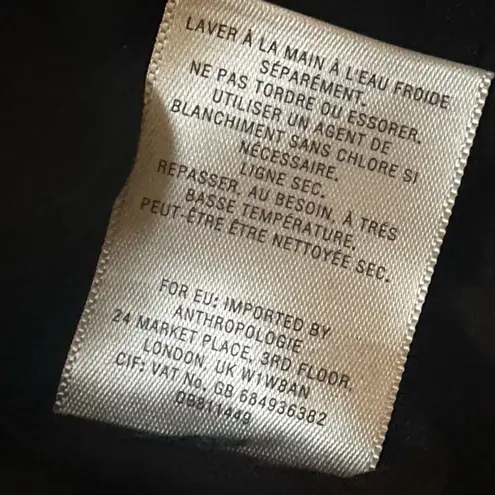 LAVER À LA MAIN À L'EAU FROIDE
SÉPARÉMENT.
NE PAS TORDRE OU ESSORER.
UTILISER UN AGENT DE
BLANCHIMENT SANS CHLORE SI
NÉCESSAIRE.
LIGNE SEC.
REPASSER, AU BESOIN, À TRÉS
BASSE TEMPÉRATURE.
PEUT-ÊTRE ÊTRE NETTOYÉE SEC.
FOR EU: IMPORTED BY
ANTHROPOLOGIE
24 MARKET PLACE, 3RD FLOOR,
LONDON, UK W1W8AN
CIF: VAT No. GB 684936382
OB811449